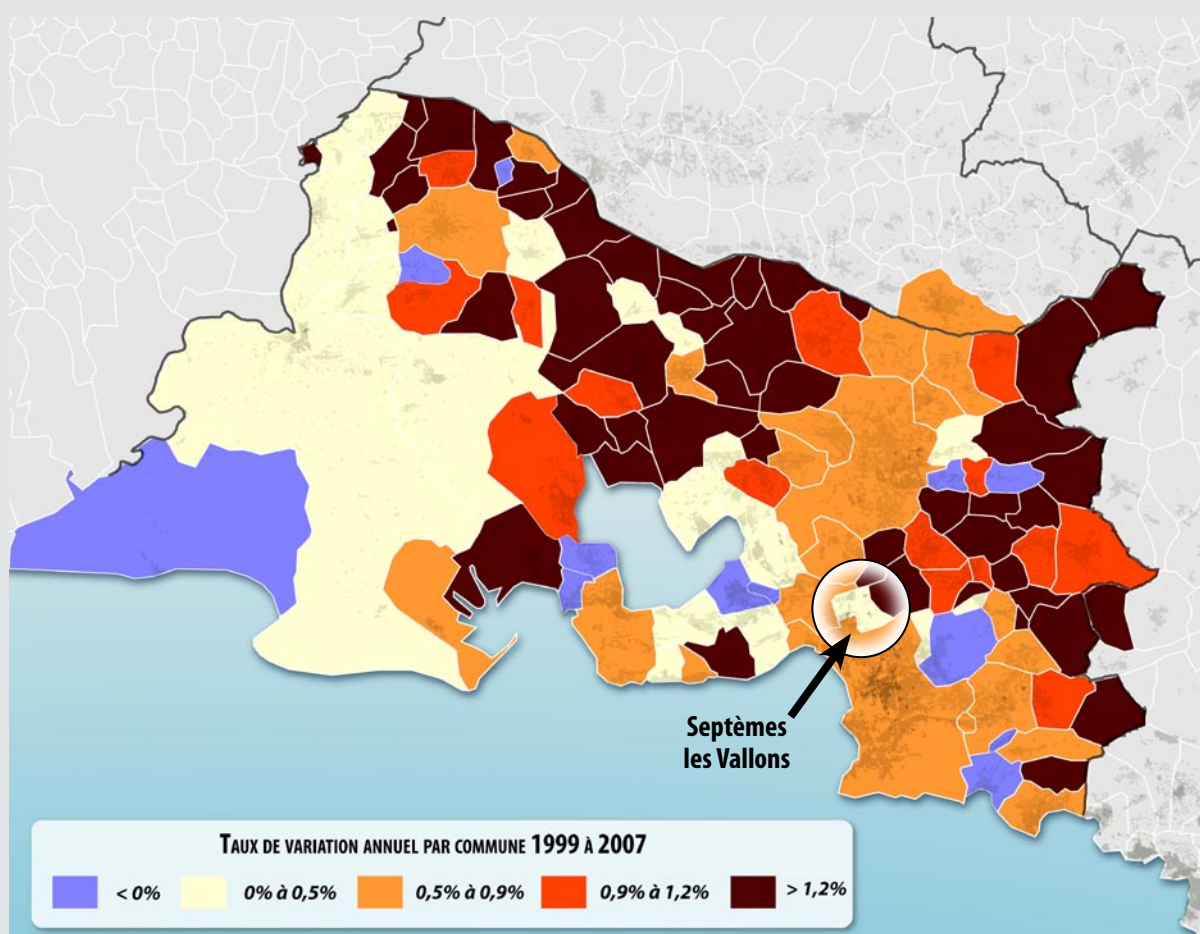 Septèmes
les Vallons
TAUX DE VARIATION ANNUEL PAR COMMUNE 1999 À 2007
< 0%
0% à 0,5%
0,5% à 0,9%
0,9% à 1,2%
> 1,2%